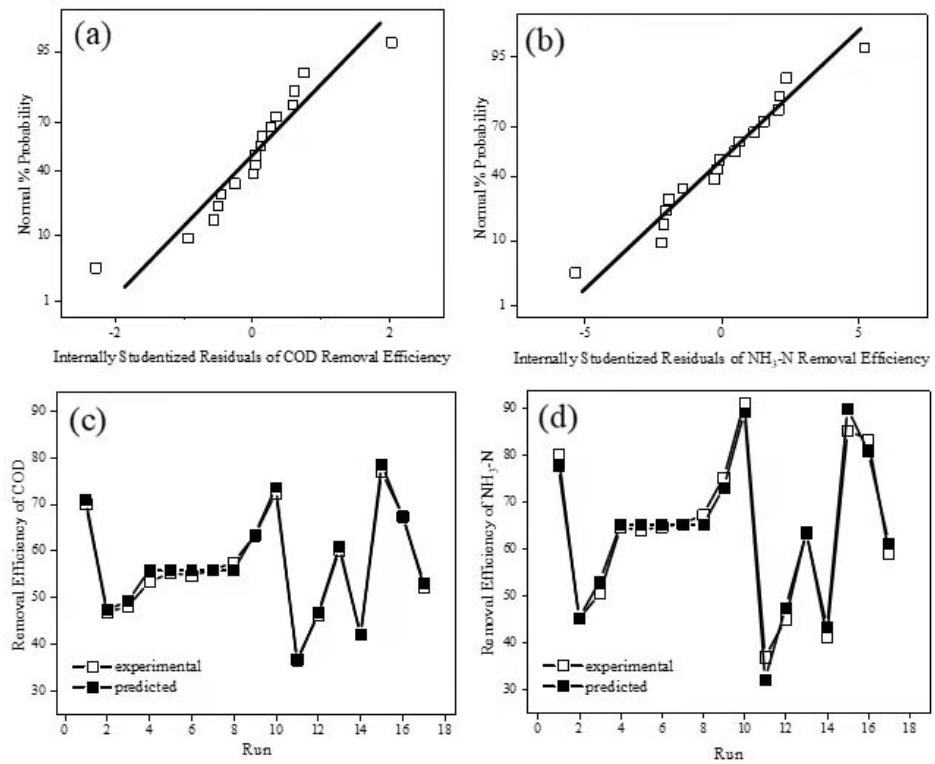 (a)
95
70
40
10
1
Normal % Probability
-2 0 2
Internally Studentized Residuals of COD Removal Efficiency
(b)
95
70
40
10
1
Normal % Probability
-5 0 5
Internally Studentized Residuals of NH₃-N Removal Efficiency
(c)
90
80
70
60
50
40
30
Removal Efficiency of COD
experimental
predicted
0 2 4 6 8 10 12 14 16 18
Run
(d)
90
80
70
60
50
40
30
Removal Efficiency of NH₃-N
experimental
predicted
0 2 4 6 8 10 12 14 16 18
Run